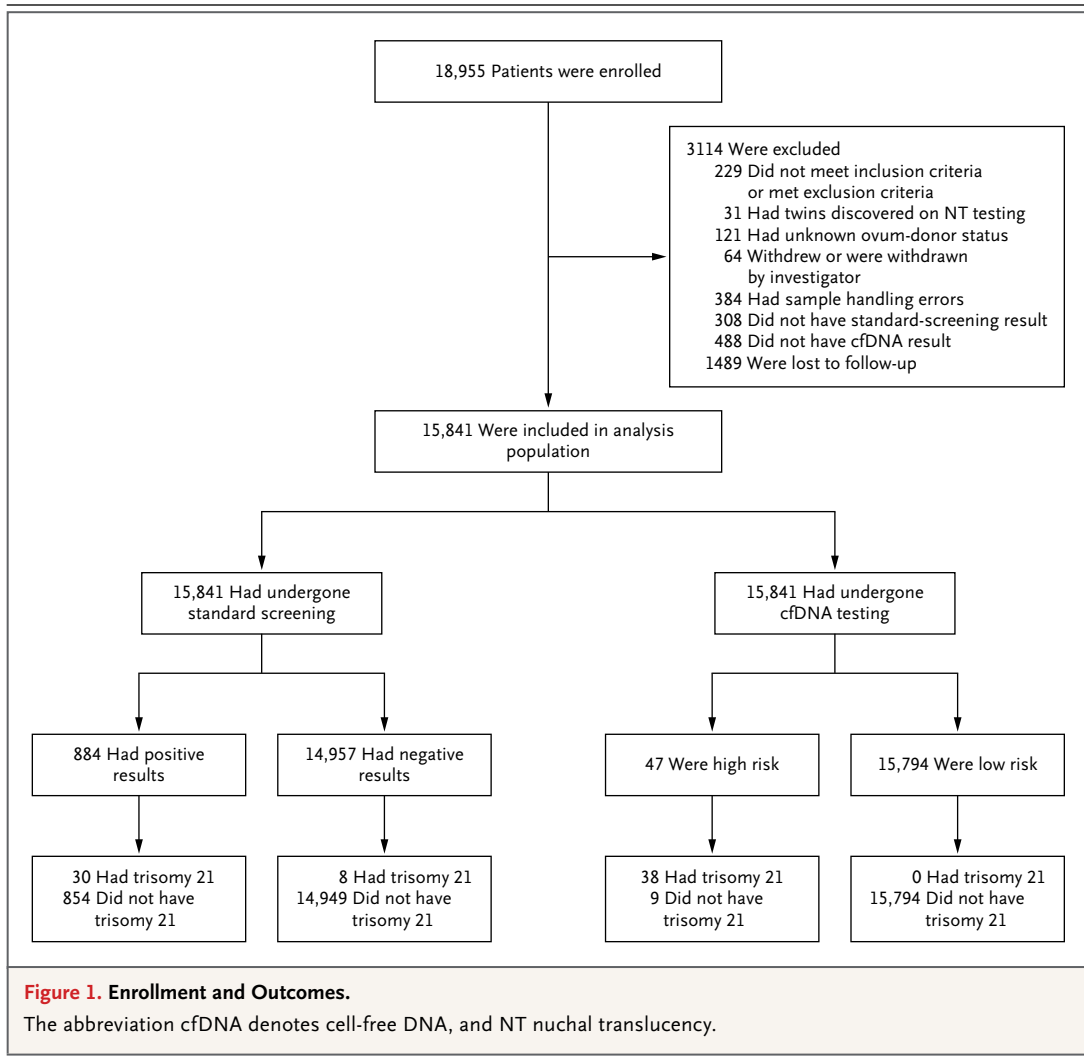 18,955 Patients were enrolled
3114 Were excluded
229 Did not meet inclusion criteria
or met exclusion criteria
31 Had twins discovered on NT testing
121 Had unknown ovum-donor status
64 Withdrew or were withdrawn
by investigator
384 Had sample handling errors
308 Did not have standard-screening result
488 Did not have cfDNA result
1489 Were lost to follow-up
15,841 Were included in analysis
population
15,841 Had undergone
standard screening
15,841 Had undergone
cfDNA testing
884 Had positive
results
14,957 Had negative
results
47 Were high risk
15,794 Were low risk
30 Had trisomy 21
854 Did not have
trisomy 21
8 Had trisomy 21
14,949 Did not have
trisomy 21
38 Had trisomy 21
9 Did not have
trisomy 21
0 Had trisomy 21
15,794 Did not have
trisomy 21
Figure 1. Enrollment and Outcomes.
The abbreviation cfDNA denotes cell-free DNA, and NT nuchal translucency.